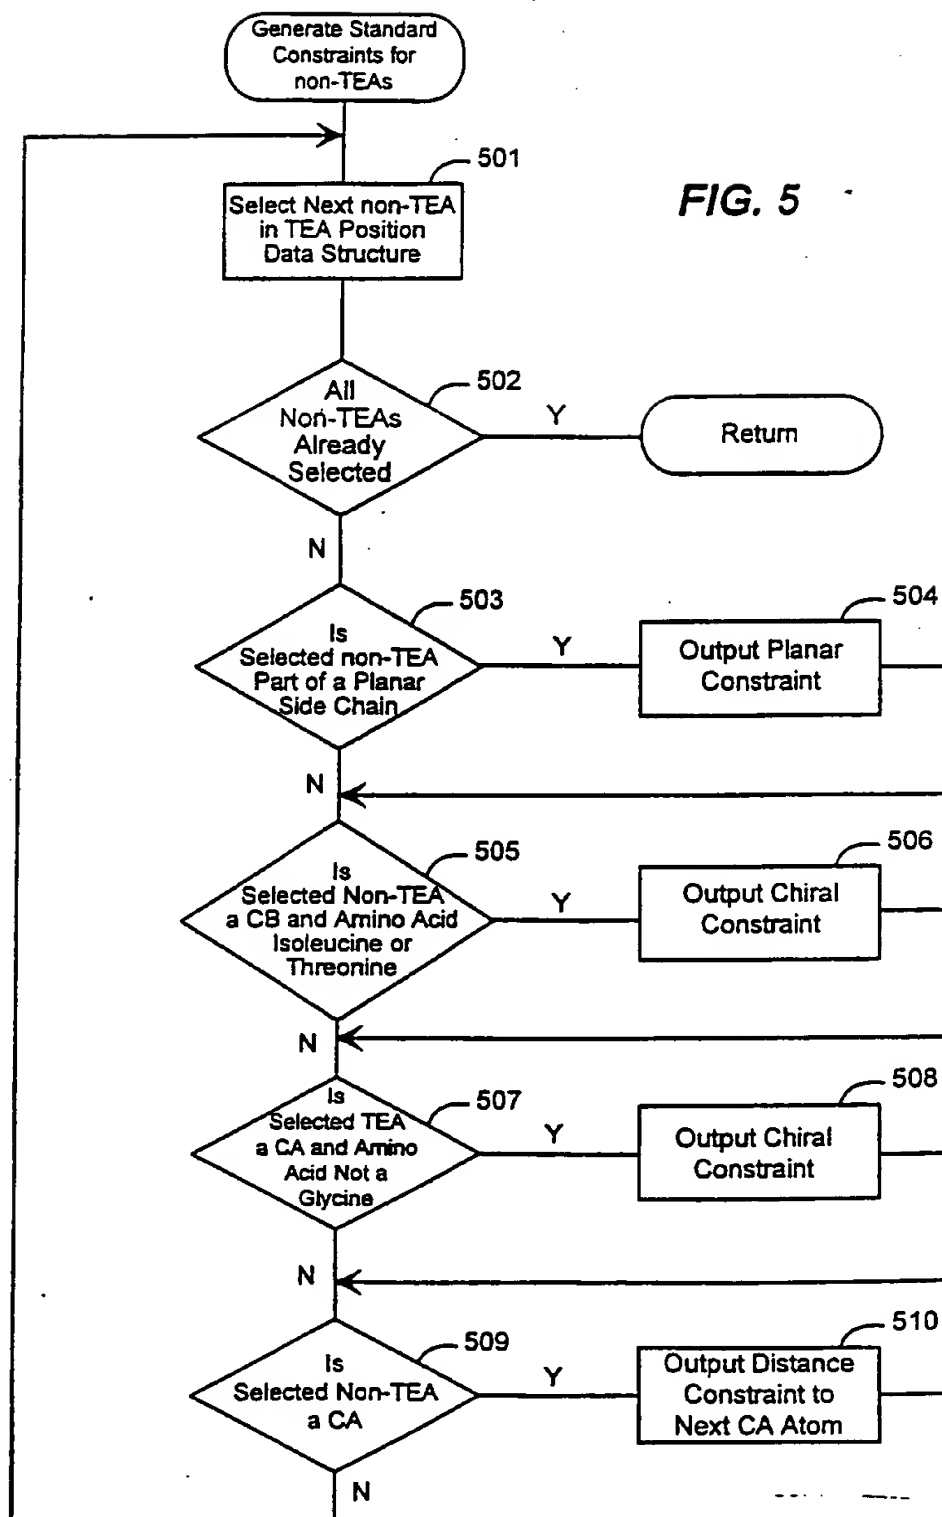 Generate Standard
Constraints for
non-TEAs
501
Select Next non-TEA
in TEA Position
Data Structure
FIG. 5
502
All
Non-TEAs
Already
Selected
Y
Return
N
503
Is
Selected non-TEA
Part of a Planar
Side Chain
Y
504
Output Planar
Constraint
N
505
Is
Selected Non-TEA
a CB and Amino Acid
Isoleucine or
Threonine
Y
506
Output Chiral
Constraint
N
507
Is
Selected TEA
a CA and Amino
Acid Not a
Glycine
Y
508
Output Chiral
Constraint
N
509
Is
Selected Non-TEA
a CA
Y
510
Output Distance
Constraint to
Next CA Atom
N